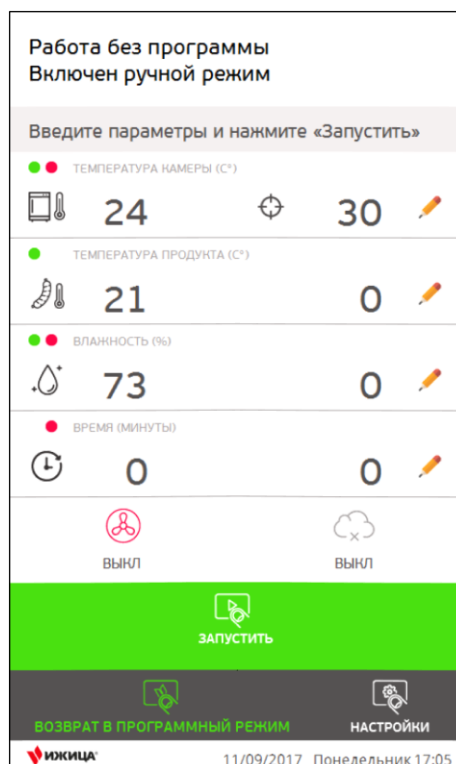 Работа без программы
Включен ручной режим
Введите параметры и нажмите «Запустить»
ТЕМПЕРАТУРА КАМЕРЫ (С°)
24 30
ТЕМПЕРАТУРА ПРОДУКТА (С°)
21 0
ВЛАЖНОСТЬ (%)
73 0
ВРЕМЯ (МИНУТЫ)
0 0
ВЫКЛ ВЫКЛ
ЗАПУСТИТЬ
ВОЗВРАТ В ПРОГРАММНЫЙ РЕЖИМ НАСТРОЙКИ
ИЖИЦА 11/09/2017 Понедельник 17:05